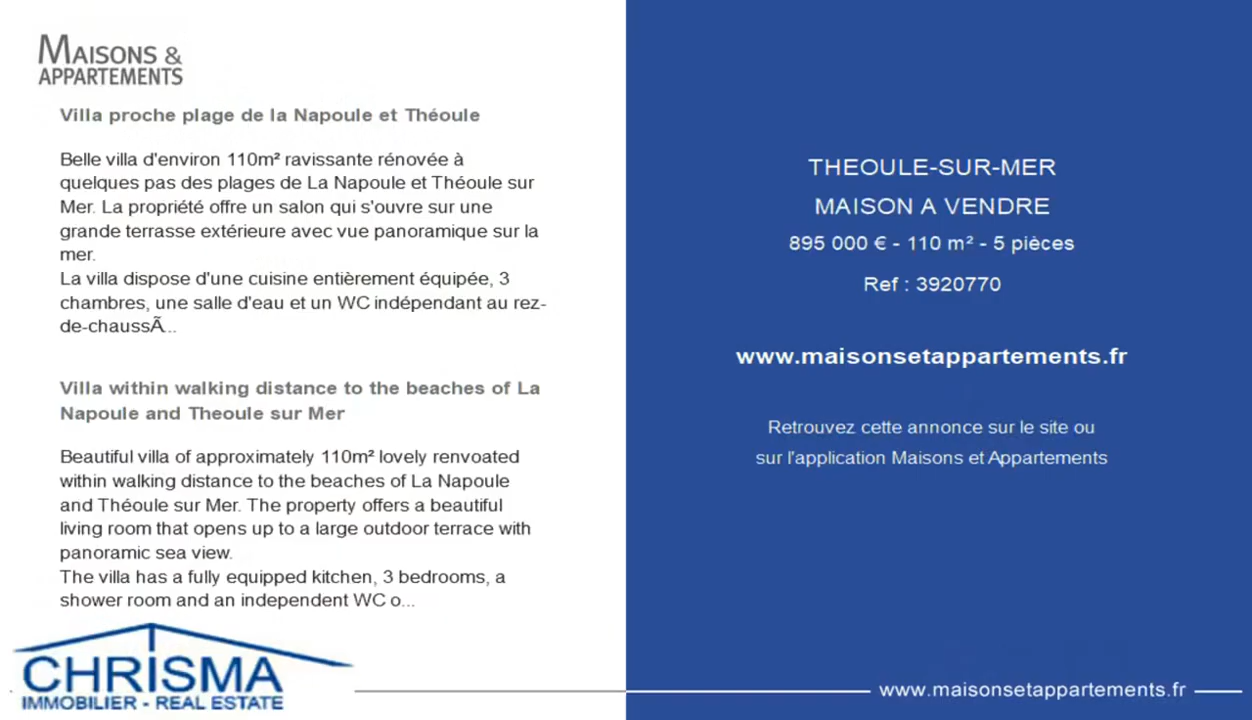 MAISONS &
APPARTEMENTS
Villa proche plage de la Napoule et Théoule
Belle villa d'environ 110m² ravissante rénovée à
quelques pas des plages de La Napoule et Théoule sur
Mer. La propriété offre un salon qui s'ouvre sur une
grande terrasse extérieure avec vue panoramique sur la
mer.
La villa dispose d'une cuisine entièrement équipée, 3
chambres, une salle d'eau et un WC indépendant au rez-
de-chaussÃ...
Villa within walking distance to the beaches of La
Napoule and Theoule sur Mer
Beautiful villa of approximately 110m² lovely renvoated
within walking distance to the beaches of La Napoule
and Théoule sur Mer. The property offers a beautiful
living room that opens up to a large outdoor terrace with
panoramic sea view.
The villa has a fully equipped kitchen, 3 bedrooms, a
shower room and an independent WC o...
CHRISMA
IMMOBILIER - REAL ESTATE
THEOULE-SUR-MER
MAISON A VENDRE
895 000 € - 110 m² - 5 pièces
Ref : 3920770
www.maisonsetappartements.fr
Retrouvez cette annonce sur le site ou
sur l'application Maisons et Appartements
www.maisonsetappartements.fr